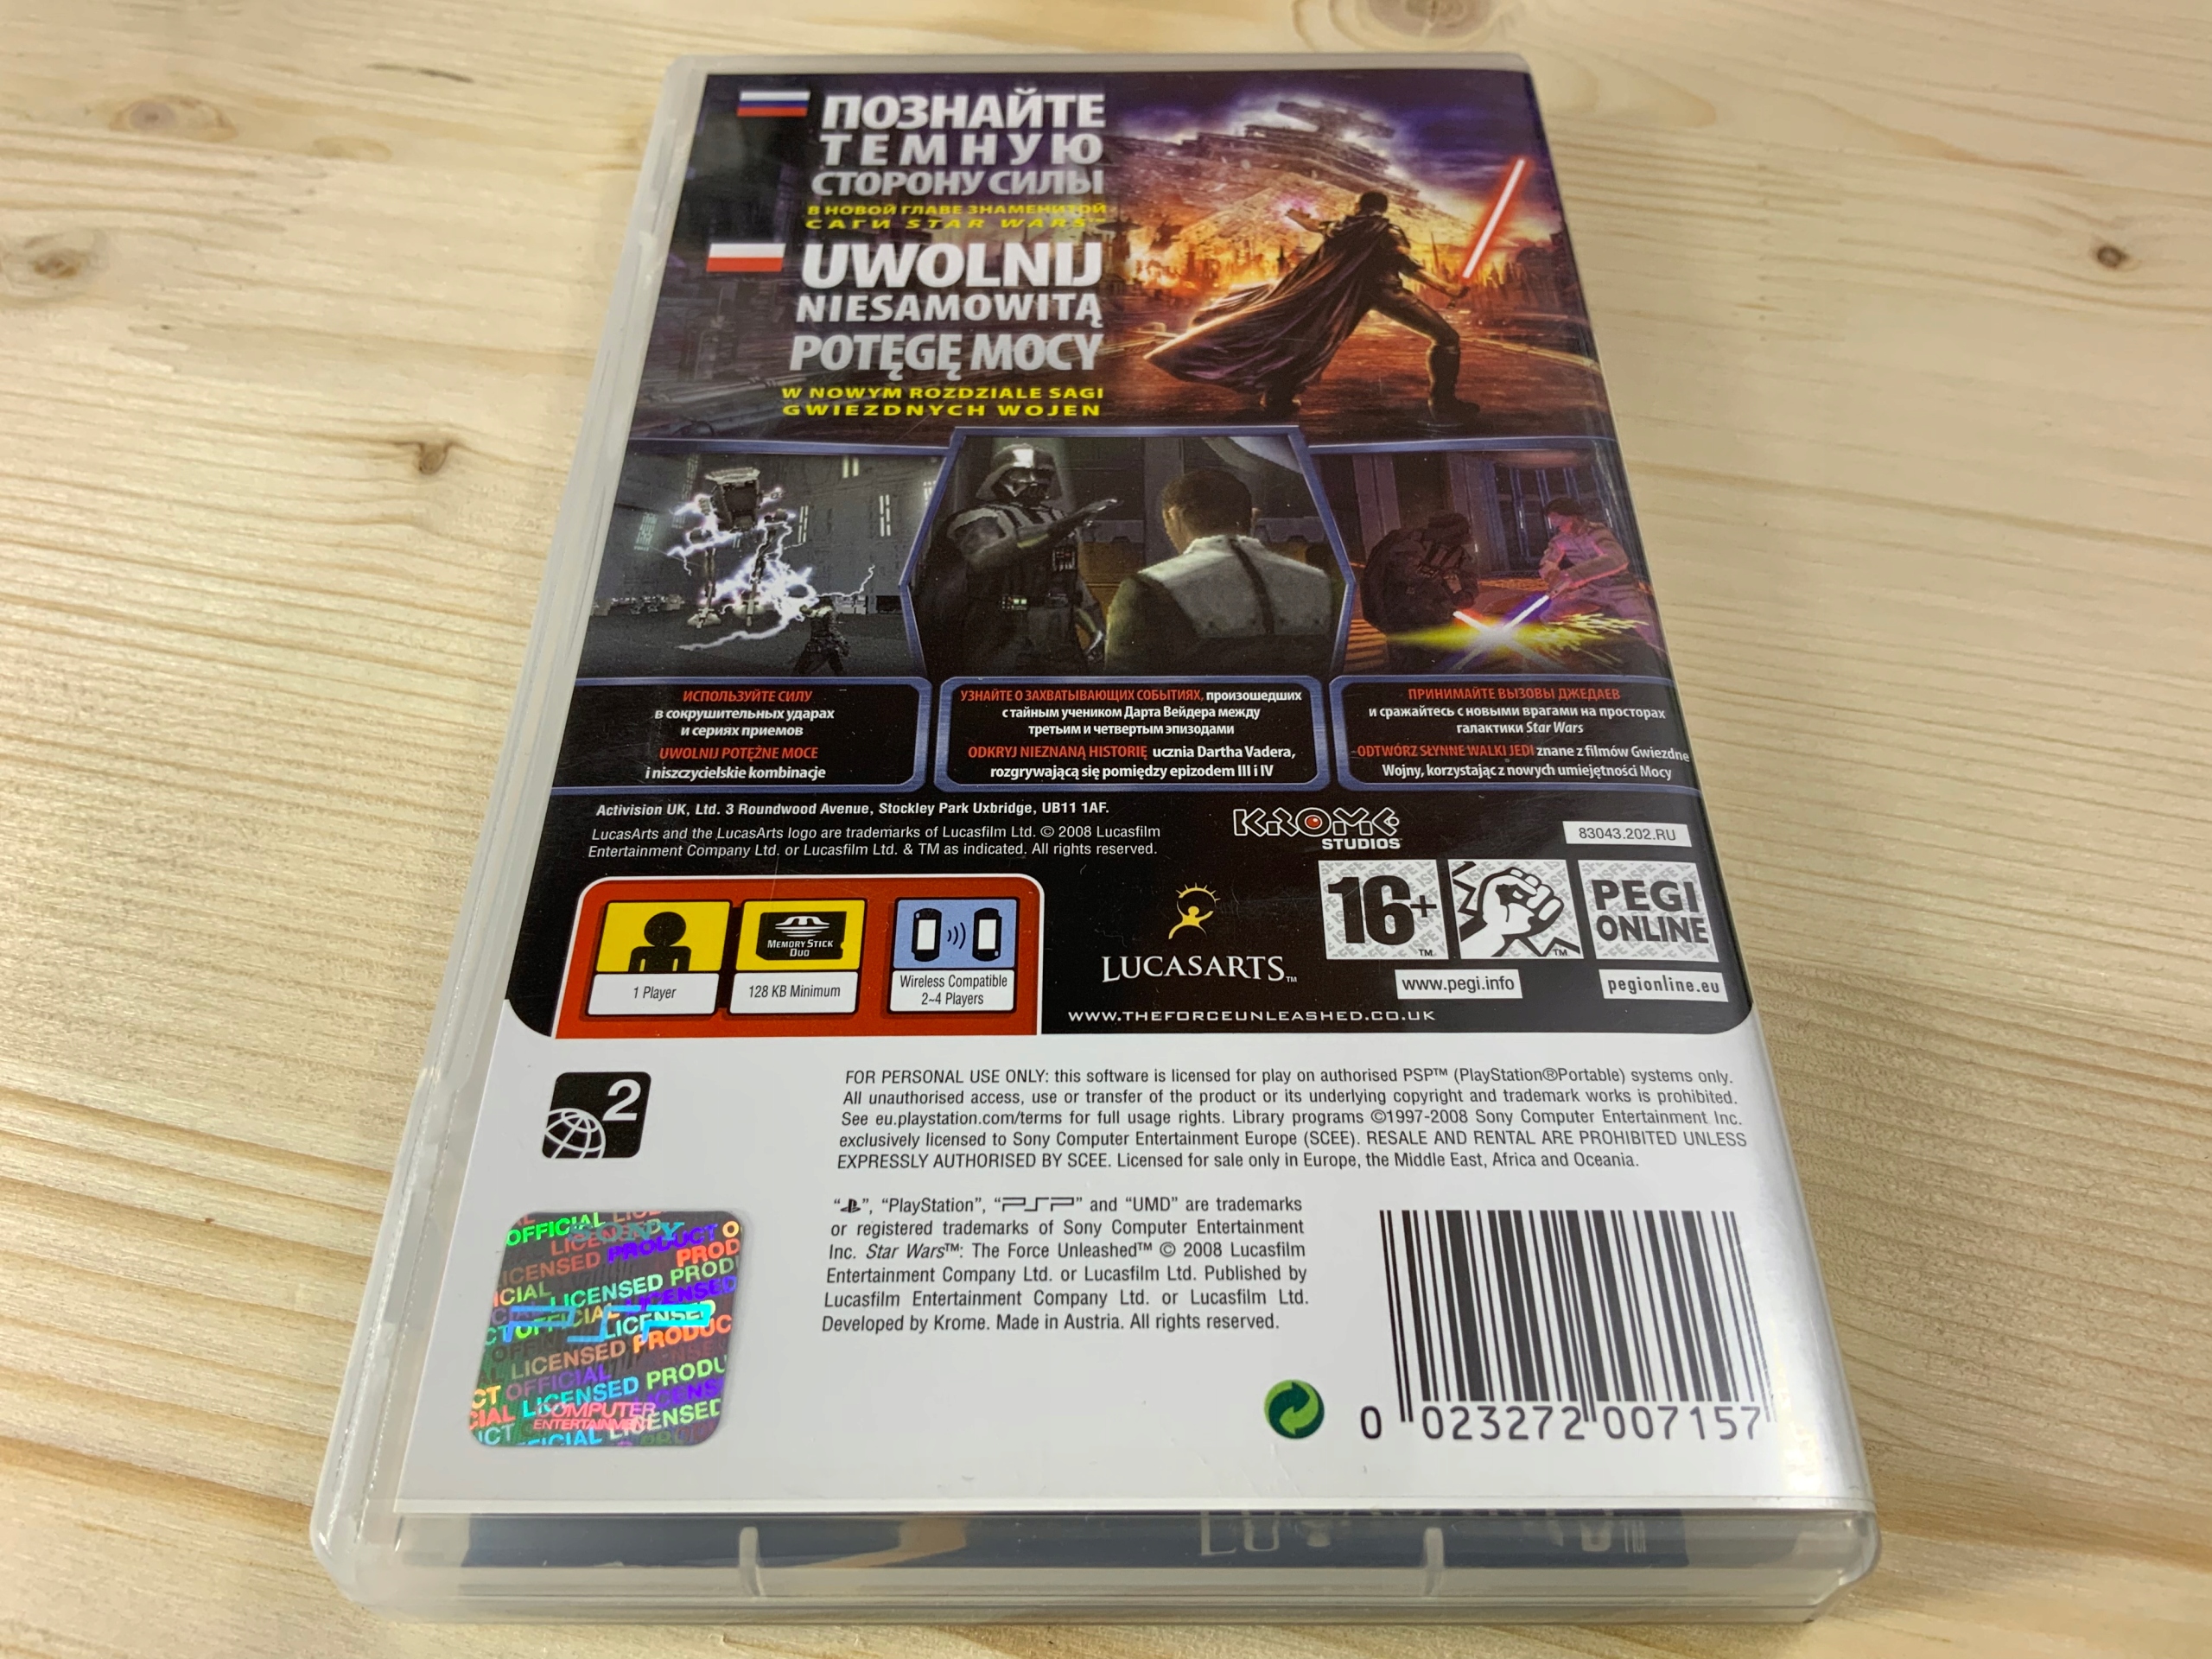 ПОЗНАЙТЕ
ТЕМНУЮ
СТОРОНУ СИЛЫ
В НОВОЙ ГЛАВЕ ЗНАМЕНИТОЙ
САГИ STAR WARS™
UWOLNIJ
NIESAMOWITĄ
POTĘGĘ MOCY
W NOWYM ROZDZIALE SAGI
GWIEZDNYCH WOJEN
ИСПОЛЬЗУЙТЕ СИЛУ
в сокрушительных ударах
и сериях приемов
UWOLNIJ POTĘŻNE MOCE
i niszczycielskie kombinacje
УЗНАЙТЕ О ЗАХВАТЫВАЮЩИХ СОБЫТИЯХ, произошедших
с тайным учеником Дарта Вейдера между
третьим и четвертым эпизодами
ODKRYJ NIEZNANĄ HISTORIĘ ucznia Dartha Vadera,
rozgrywającą się pomiędzy epizodem III i IV
ПРИНИМАЙТЕ ВЫЗОВЫ ДЖЕДАЕВ
и сражайтесь с новыми врагами на просторах
галактики Star Wars
ODTWÓRZ SŁYNNE WALKI JEDI znane z filmów Gwiezdne
Wojny, korzystając z nowych umiejętności Mocy
Activision UK, Ltd. 3 Roundwood Avenue, Stockley Park Uxbridge, UB11 1AF.
LucasArts and the LucasArts logo are trademarks of Lucasfilm Ltd. © 2008 Lucasfilm
Entertainment Company Ltd. or Lucasfilm Ltd. & TM as indicated. All rights reserved.
KROME
STUDIOS
83043.202.RU
MEMORY STICK
DUO
1 Player
128 KB Minimum
Wireless Compatible
2~4 Players
LUCASARTS™
16+
PEGI
ONLINE
www.pegi.info
pegionline.eu
WWW.THEFORCEUNLEASHED.CO.UK
2
FOR PERSONAL USE ONLY: this software is licensed for play on authorised PSP™ (PlayStation®Portable) systems only.
All unauthorised access, use or transfer of the product or its underlying copyright and trademark works is prohibited.
See eu.playstation.com/terms for full usage rights. Library programs ©1997-2008 Sony Computer Entertainment Inc.
exclusively licensed to Sony Computer Entertainment Europe (SCEE). RESALE AND RENTAL ARE PROHIBITED UNLESS
EXPRESSLY AUTHORISED BY SCEE. Licensed for sale only in Europe, the Middle East, Africa and Oceania.
“ ”, “PlayStation”, “PSP” and “UMD” are trademarks
or registered trademarks of Sony Computer Entertainment
Inc. Star Wars™: The Force Unleashed™ © 2008 Lucasfilm
Entertainment Company Ltd. or Lucasfilm Ltd. Published by
Lucasfilm Entertainment Company Ltd. or Lucasfilm Ltd.
Developed by Krome. Made in Austria. All rights reserved.
SONY
OFFICIAL
LICENSED PRODUCT
PSP
COMPUTER
ENTERTAINMENT
0 023272 007157